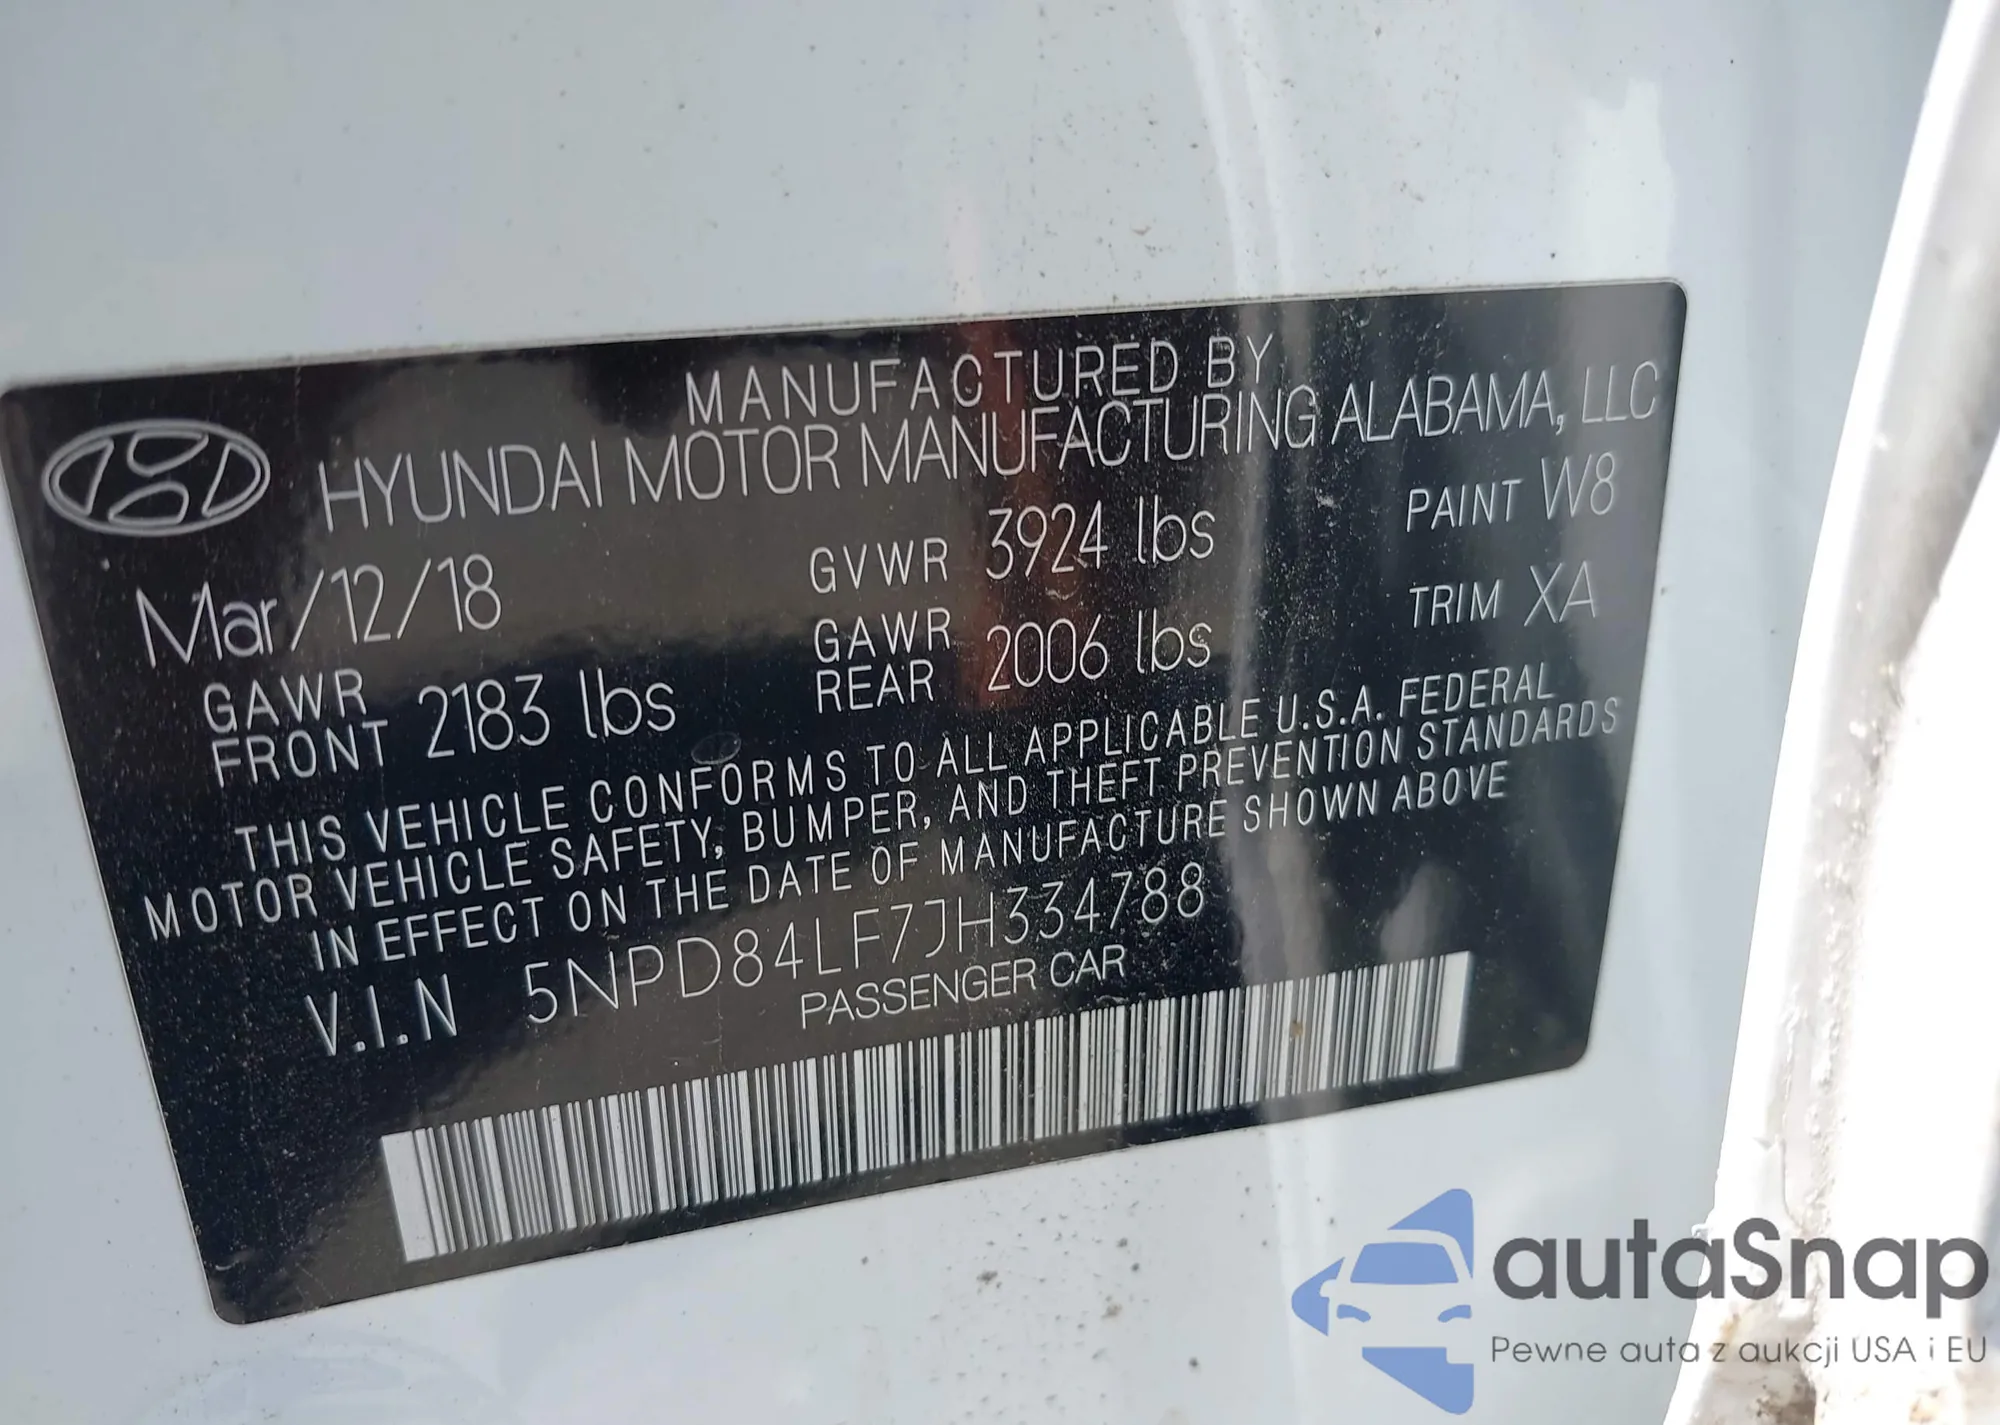 MANUFACTURED BY
HYUNDAI MOTOR MANUFACTURING ALABAMA, LLC
Mar/12/18 GVWR 3924 lbs PAINT W8
GAWR FRONT 2183 lbs GAWR REAR 2006 lbs TRIM XA
THIS VEHICLE CONFORMS TO ALL APPLICABLE U.S.A. FEDERAL
MOTOR VEHICLE SAFETY, BUMPER, AND THEFT PREVENTION STANDARDS
IN EFFECT ON THE DATE OF MANUFACTURE SHOWN ABOVE
V.I.N 5NPD84LF7JH334788
PASSENGER CAR
autaSnap
Pewne auta z aukcji USA i EU